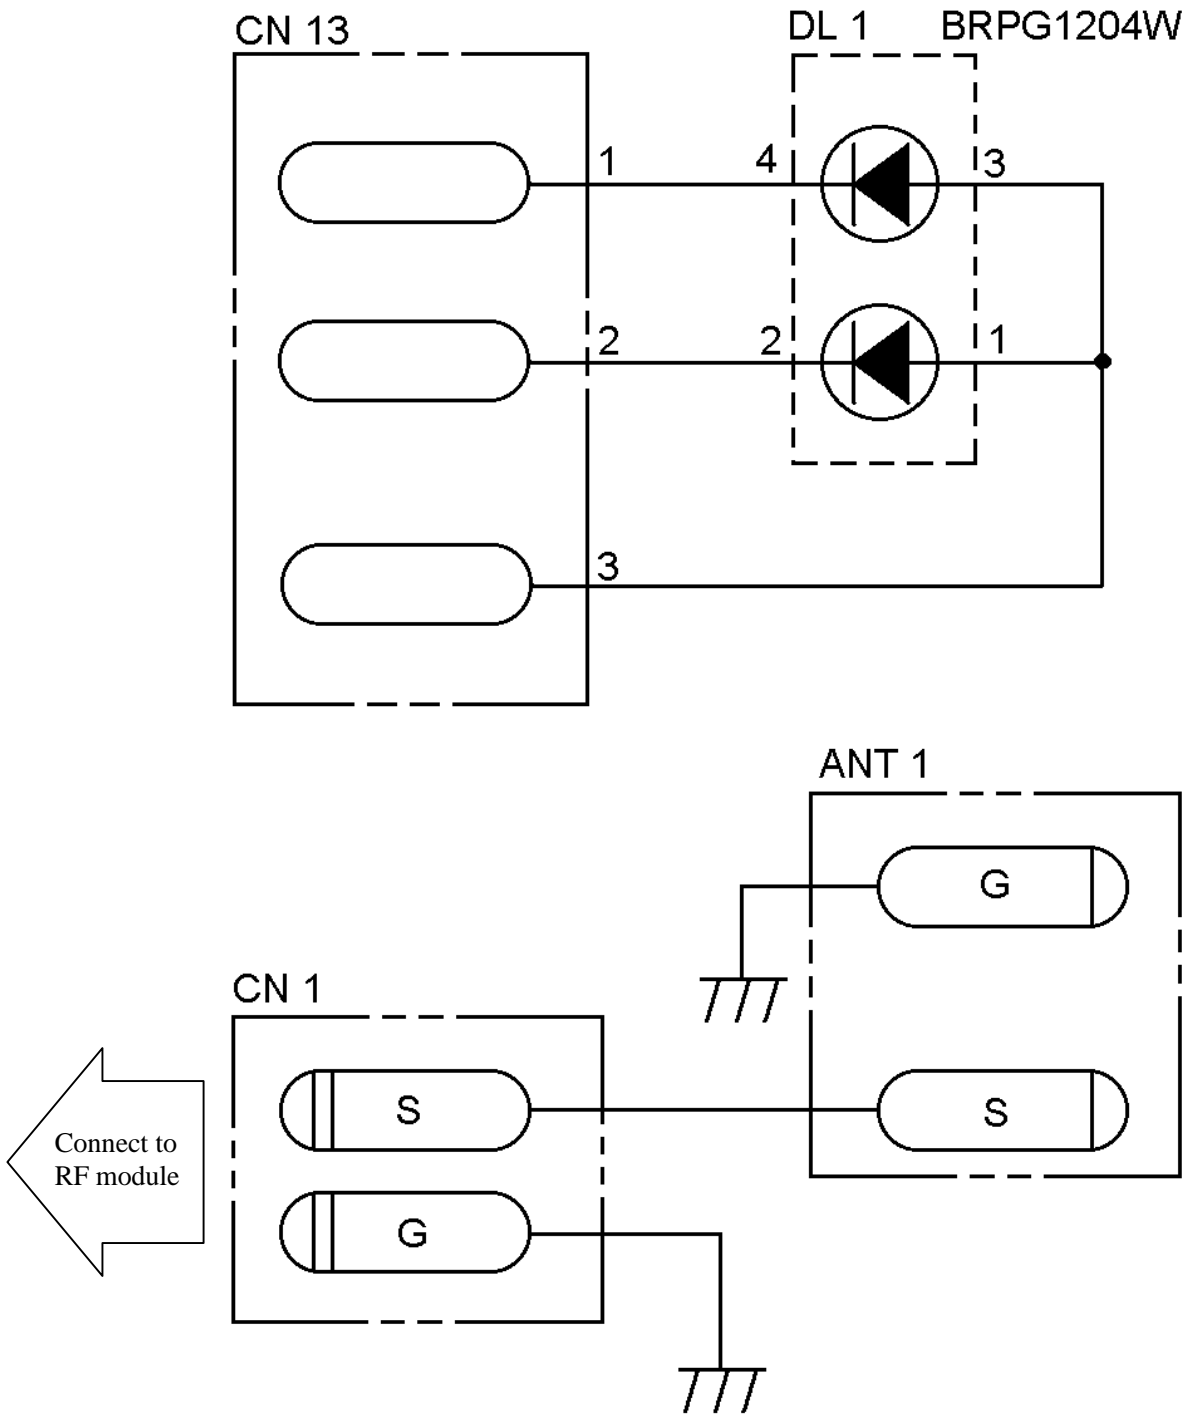 CN 13
DL 1 BRPG1204W
1 4 3
2 2 1
3
ANT 1
G
CN 1
S S
Connect to
RF module
G